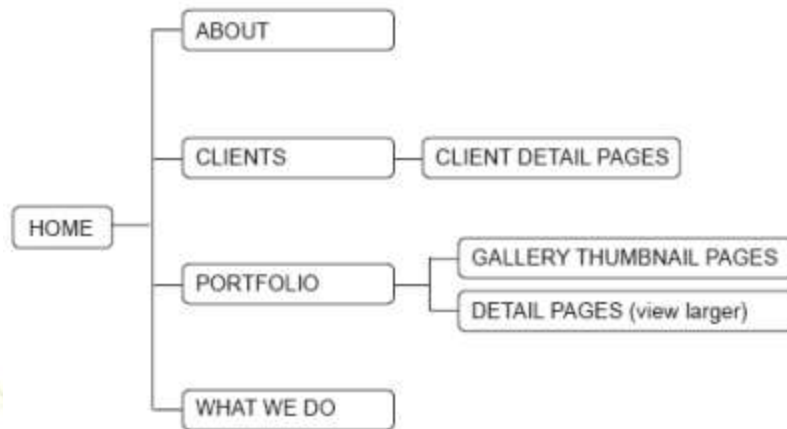 ABOUT
CLIENTS
CLIENT DETAIL PAGES
HOME
GALLERY THUMBNAIL PAGES
PORTFOLIO
DETAIL PAGES (view larger)
WHAT WE DO